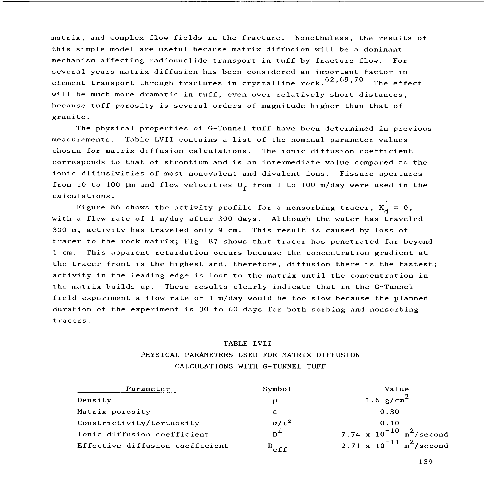 matrix, and complex flow fields in the fracture. Nonetheless, the results of
this simple model are useful because matrix diffusion will be a dominant
mechanism affecting radionuclide transport in tuff by fracture flow. For
several years matrix diffusion has been considered an important factor in
element transport through fractures in crystalline rock.62,69,70 The effect
will be much more dramatic in tuff, even over relatively short distances,
because tuff porosity is several orders of magnitude higher than that of
granite.
The physical properties of G-Tunnel tuff have been determined in previous
measurements. Table LVII contains a list of the nominal parameter values
chosen for matrix diffusion calculations. The ionic diffusion coefficient
corresponds to that of strontium and is an intermediate value compared to the
ionic diffusivities of most monovalent and divalent ions. Fissure apertures
from 10 to 100 μm and flow velocities U_f from 1 to 100 m/day were used in the
calculations.
Figure 86 shows the activity profile for a nonsorbing tracer, K_d = 0,
with a flow rate of 1 m/day after 300 days. Although the water has traveled
300 m, activity has traveled only 9 cm. This result is caused by loss of
tracer to the rock matrix; Fig. 87 shows that tracer has penetrated far beyond
1 cm. This apparent retardation occurs because the concentration gradient at
the tracer front is the highest and, therefore, diffusion there is the fastest;
activity in the leading edge is lost to the matrix until the concentration in
the matrix builds up. These results clearly indicate that in the G-Tunnel
field experiment a flow rate of 1 m/day would be too slow because the planned
duration of the experiment is 30 to 60 days for both sorbing and nonsorbing
tracers.
TABLE LVII
PHYSICAL PARAMETERS USED FOR MATRIX DIFFUSION
CALCULATIONS WITH G-TUNNEL TUFF
Parameter Symbol Value
Density ρ 1.6 g/cm³
Matrix porosity ε 0.30
Constrictivity/tortuosity α/τ² 0.10
Ionic diffusion coefficient D 7.74 x 10⁻¹⁰ m²/second
Effective diffusion coefficient D_eff 2.71 x 10⁻¹¹ m²/second
139